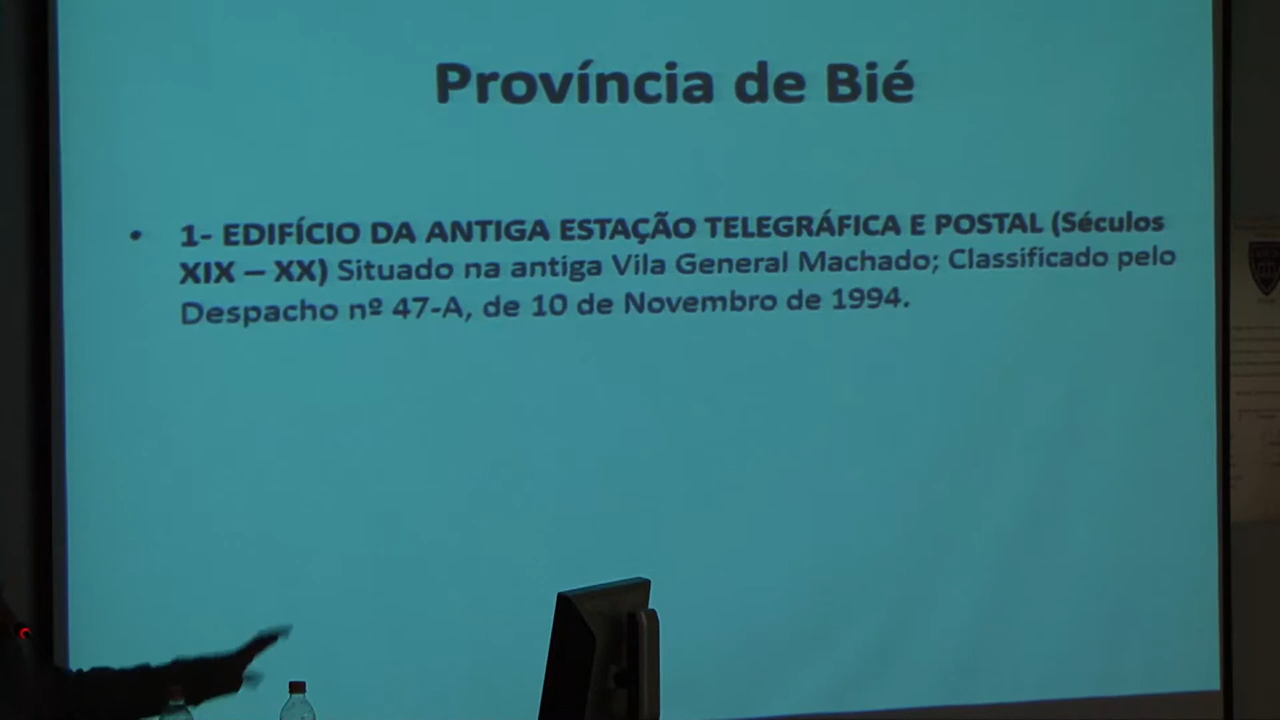 Província de Bié
• 1- EDIFÍCIO DA ANTIGA ESTAÇÃO TELEGRÁFICA E POSTAL (Séculos
XIX – XX) Situado na antiga Vila General Machado; Classificado pelo
Despacho nº 47-A, de 10 de Novembro de 1994.